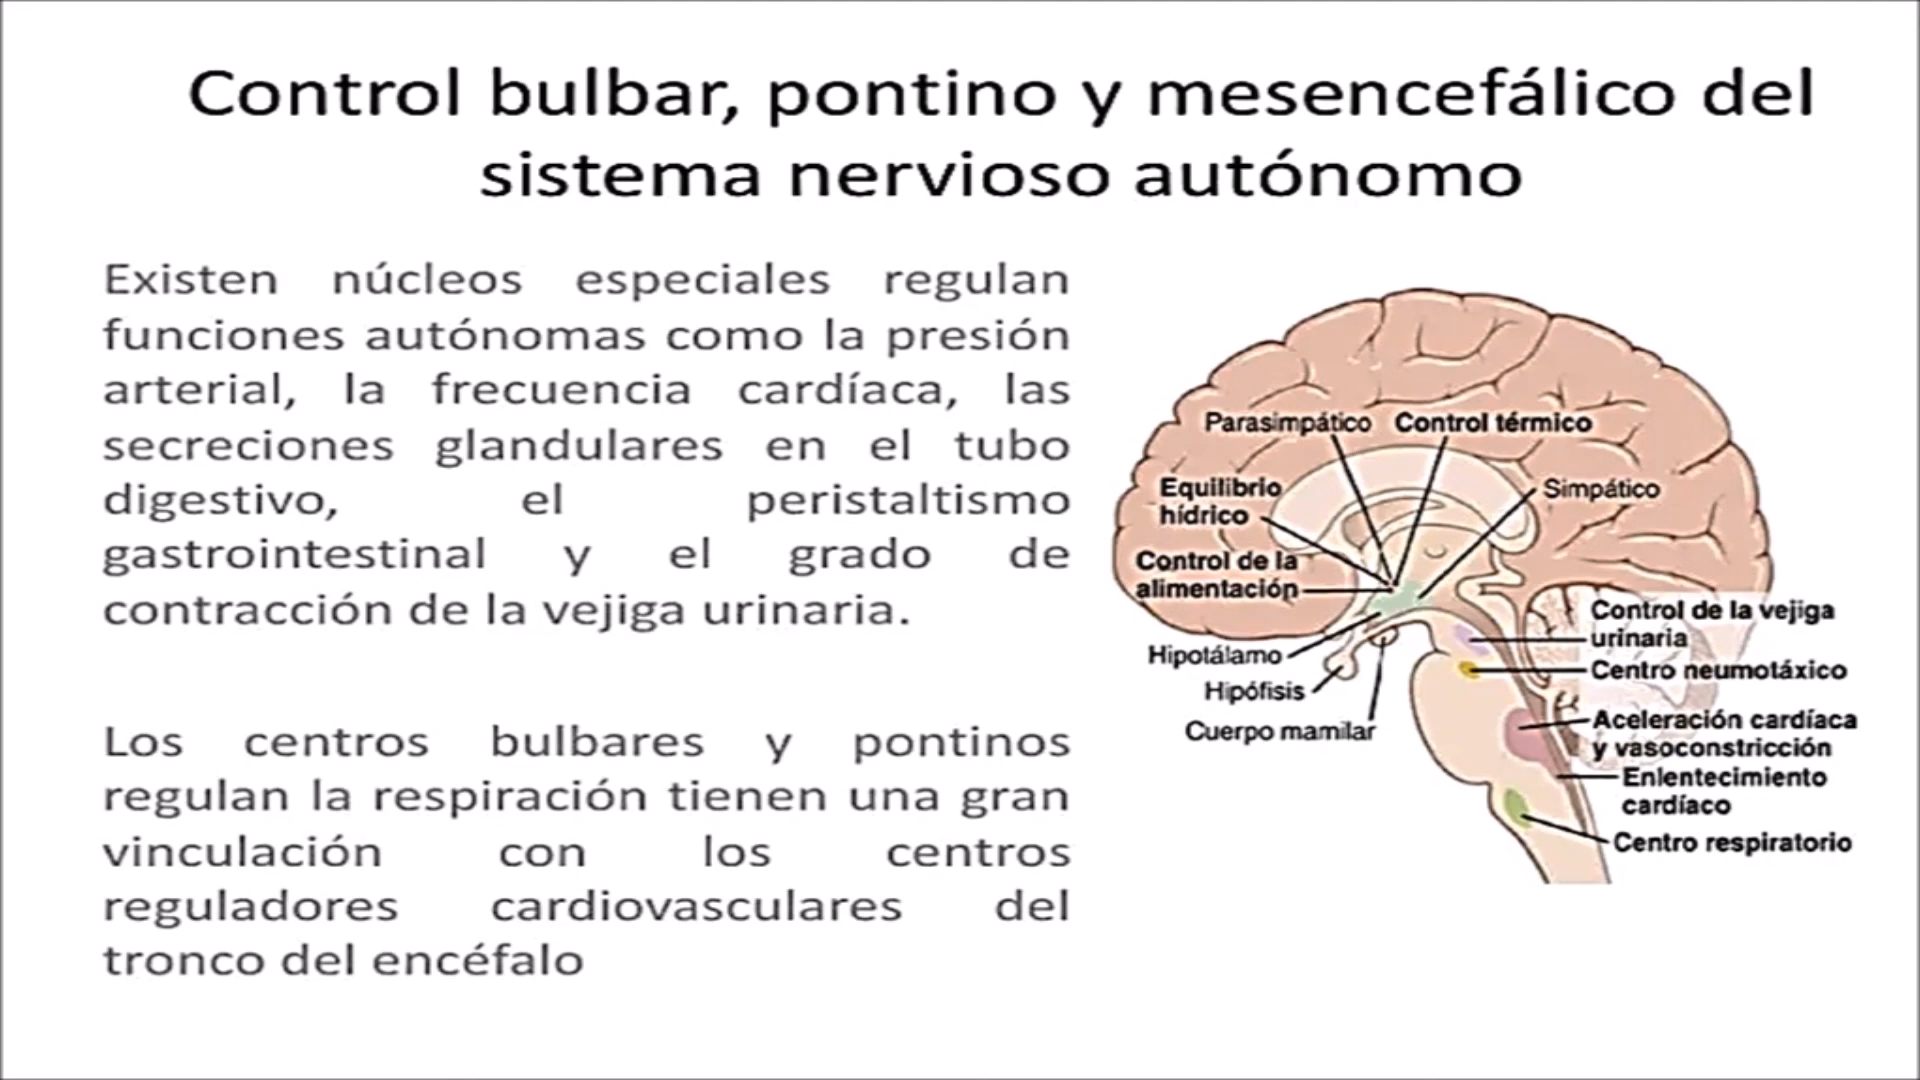 Control bulbar, pontino y mesencefálico del
sistema nervioso autónomo
Existen núcleos especiales regulan
funciones autónomas como la presión
arterial, la frecuencia cardíaca, las
secreciones glandulares en el tubo
digestivo, el peristaltismo
gastrointestinal y el grado de
contracción de la vejiga urinaria.
Los centros bulbares y pontinos
regulan la respiración tienen una gran
vinculación con los centros
reguladores cardiovasculares del
tronco del encéfalo
Parasimpático
Control térmico
Equilibrio
hídrico
Simpático
Control de la
alimentación
Hipotálamo
Hipófisis
Cuerpo mamilar
Control de la vejiga
urinaria
Centro neumotáxico
Aceleración cardíaca
y vasoconstricción
Enlentecimiento
cardíaco
Centro respiratorio